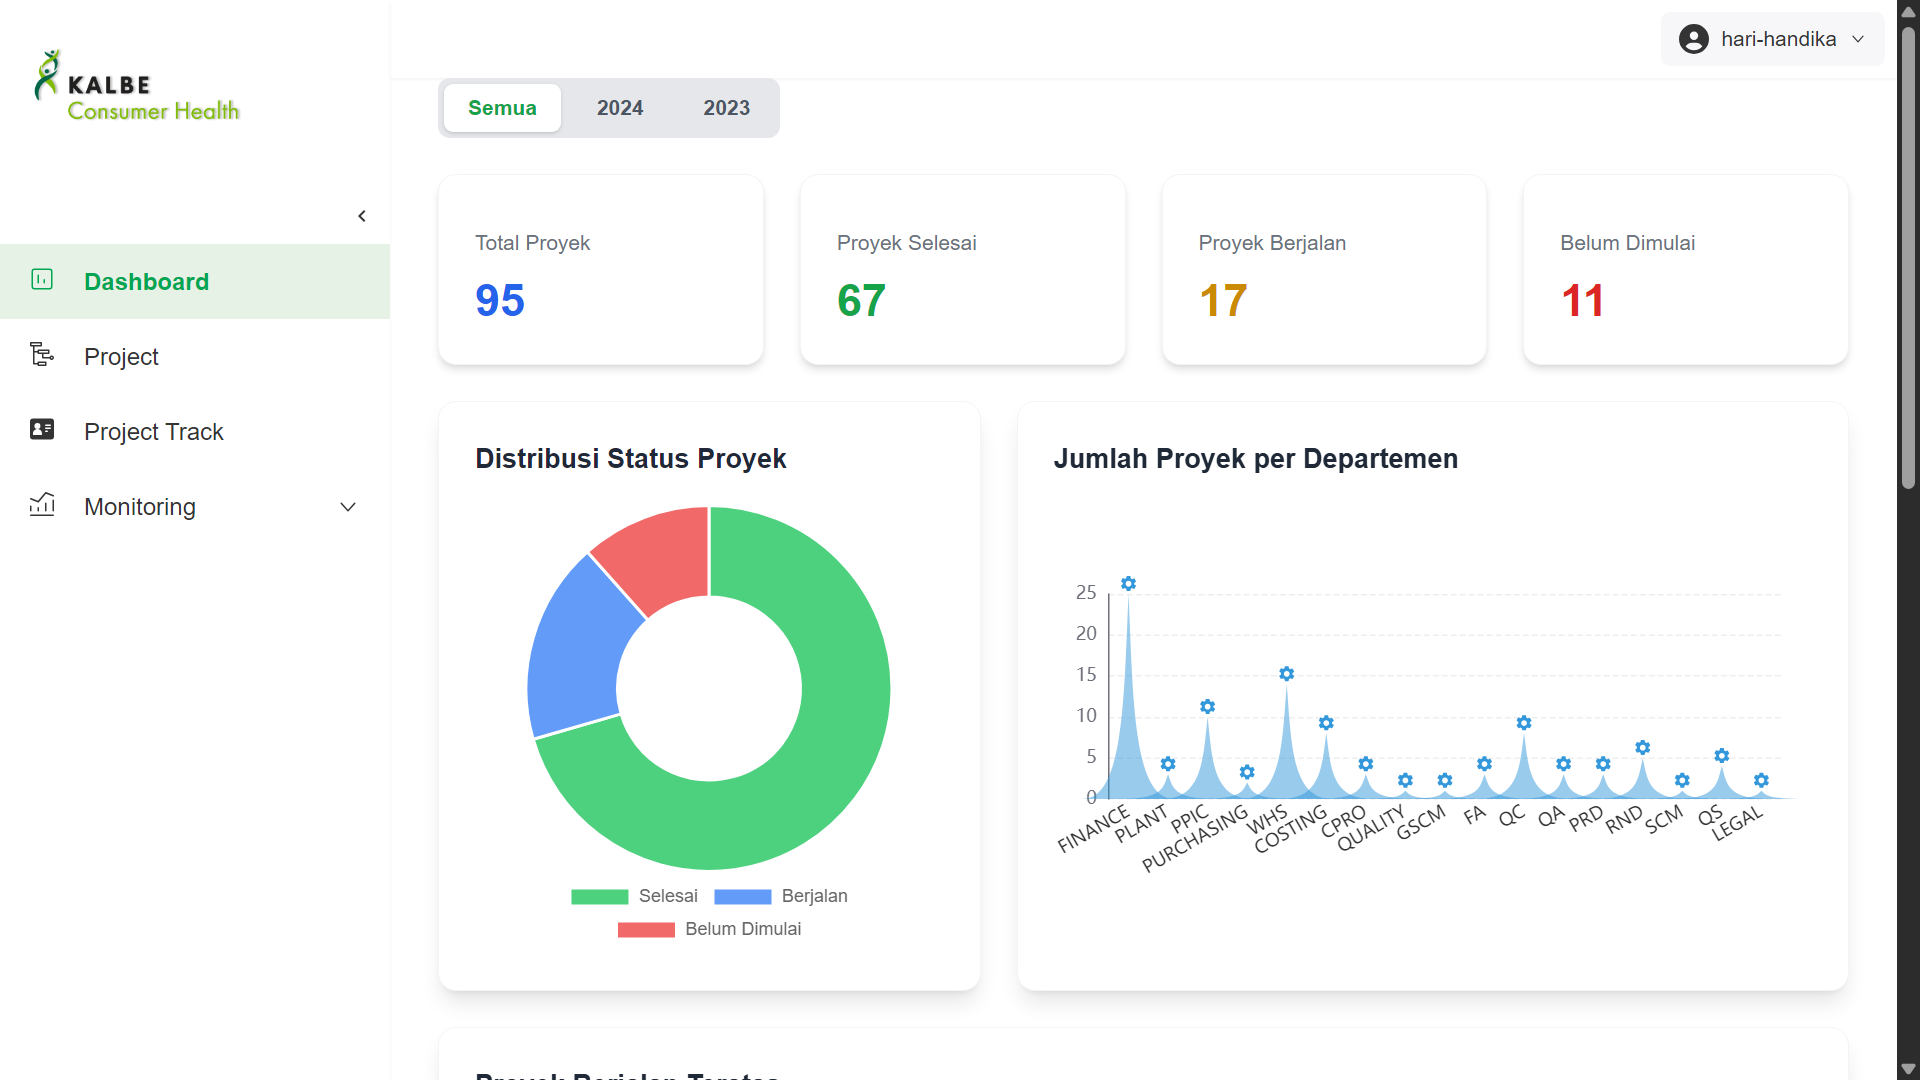 KALBE
Consumer Health
hari-handika
Semua 2024 2023
Dashboard
Project
Project Track
Monitoring
Total Proyek
95
Proyek Selesai
67
Proyek Berjalan
17
Belum Dimulai
11
Distribusi Status Proyek
Selesai Berjalan
Belum Dimulai
Jumlah Proyek per Departemen
25
20
15
10
5
0
FINANCE PLANT PPIC PURCHASING WHS COSTING CPRO QUALITY GSCM FA QC QA PRD RND SCM QS LEGAL
Proyek Berjalan Teratas